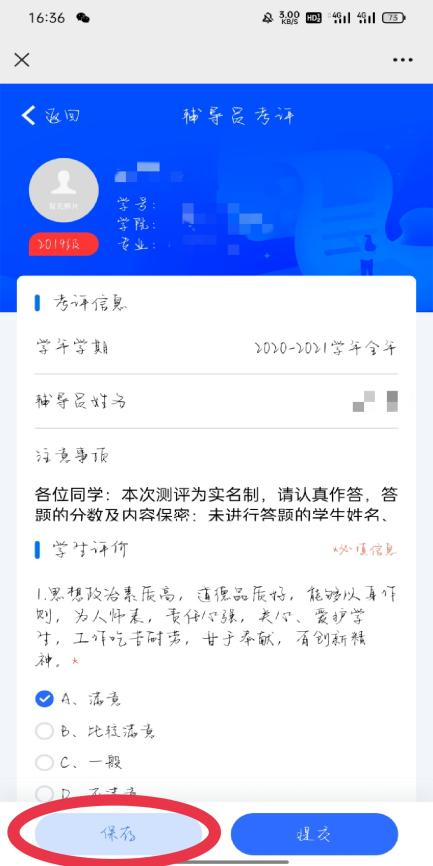 16:36
3.00 KB/S HD 4G 4G 73
返回
辅导员考评
学号：
学院：
2019级
专业：
考评信息
学年学期
2020-2021学年全年
辅导员姓名
注意事项
各位同学：本次测评为实名制，请认真作答，答
题的分数及内容保密；未进行答题的学生姓名、
学生评价
*必填信息
1.思想政治素质高，道德品质好，能够以身作
则，为人师表，责任心强，关心、爱护学
生，工作吃苦耐劳，甘于奉献，有创新精
神。*
A、满意
B、比较满意
C、一般
D、不满意
保存
提交